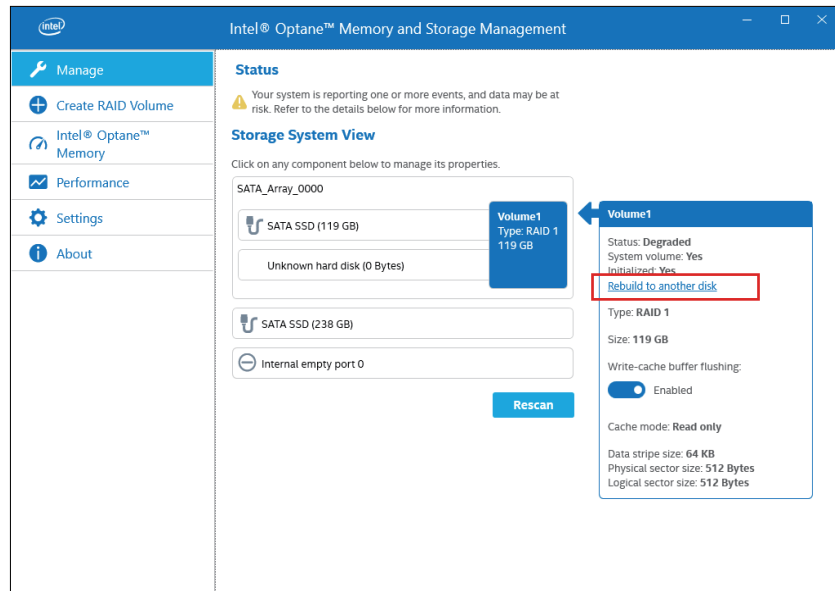 intel
Intel® Optane™ Memory and Storage Management
Manage
Create RAID Volume
Intel® Optane™
Memory
Performance
Settings
About
Status
Your system is reporting one or more events, and data may be at
risk. Refer to the details below for more information.
Storage System View
Click on any component below to manage its properties.
SATA_Array_0000
SATA SSD (119 GB)
Unknown hard disk (0 Bytes)
Volume1
Type: RAID 1
119 GB
SATA SSD (238 GB)
Internal empty port 0
Rescan
Volume1
Status: Degraded
System volume: Yes
Initialized: Yes
Rebuild to another disk
Type: RAID 1
Size: 119 GB
Write-cache buffer flushing:
Enabled
Cache mode: Read only
Data stripe size: 64 KB
Physical sector size: 512 Bytes
Logical sector size: 512 Bytes